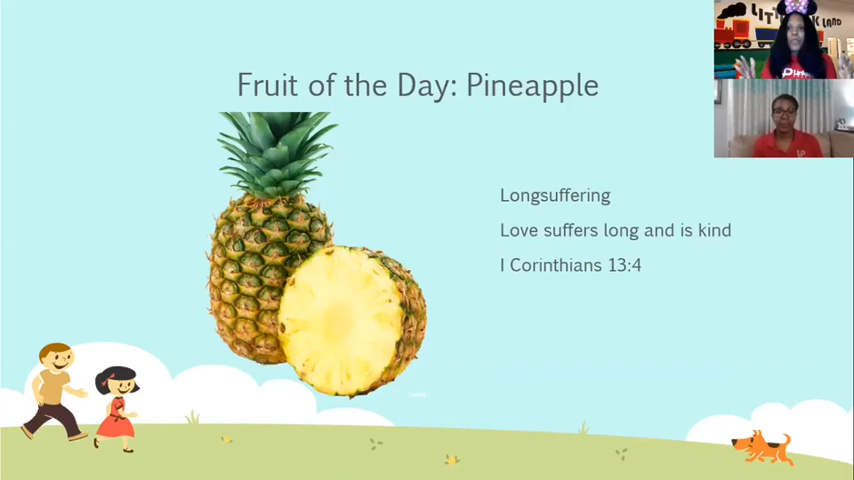 Fruit of the Day: Pineapple
Longsuffering
Love suffers long and is kind
I Corinthians 13:4